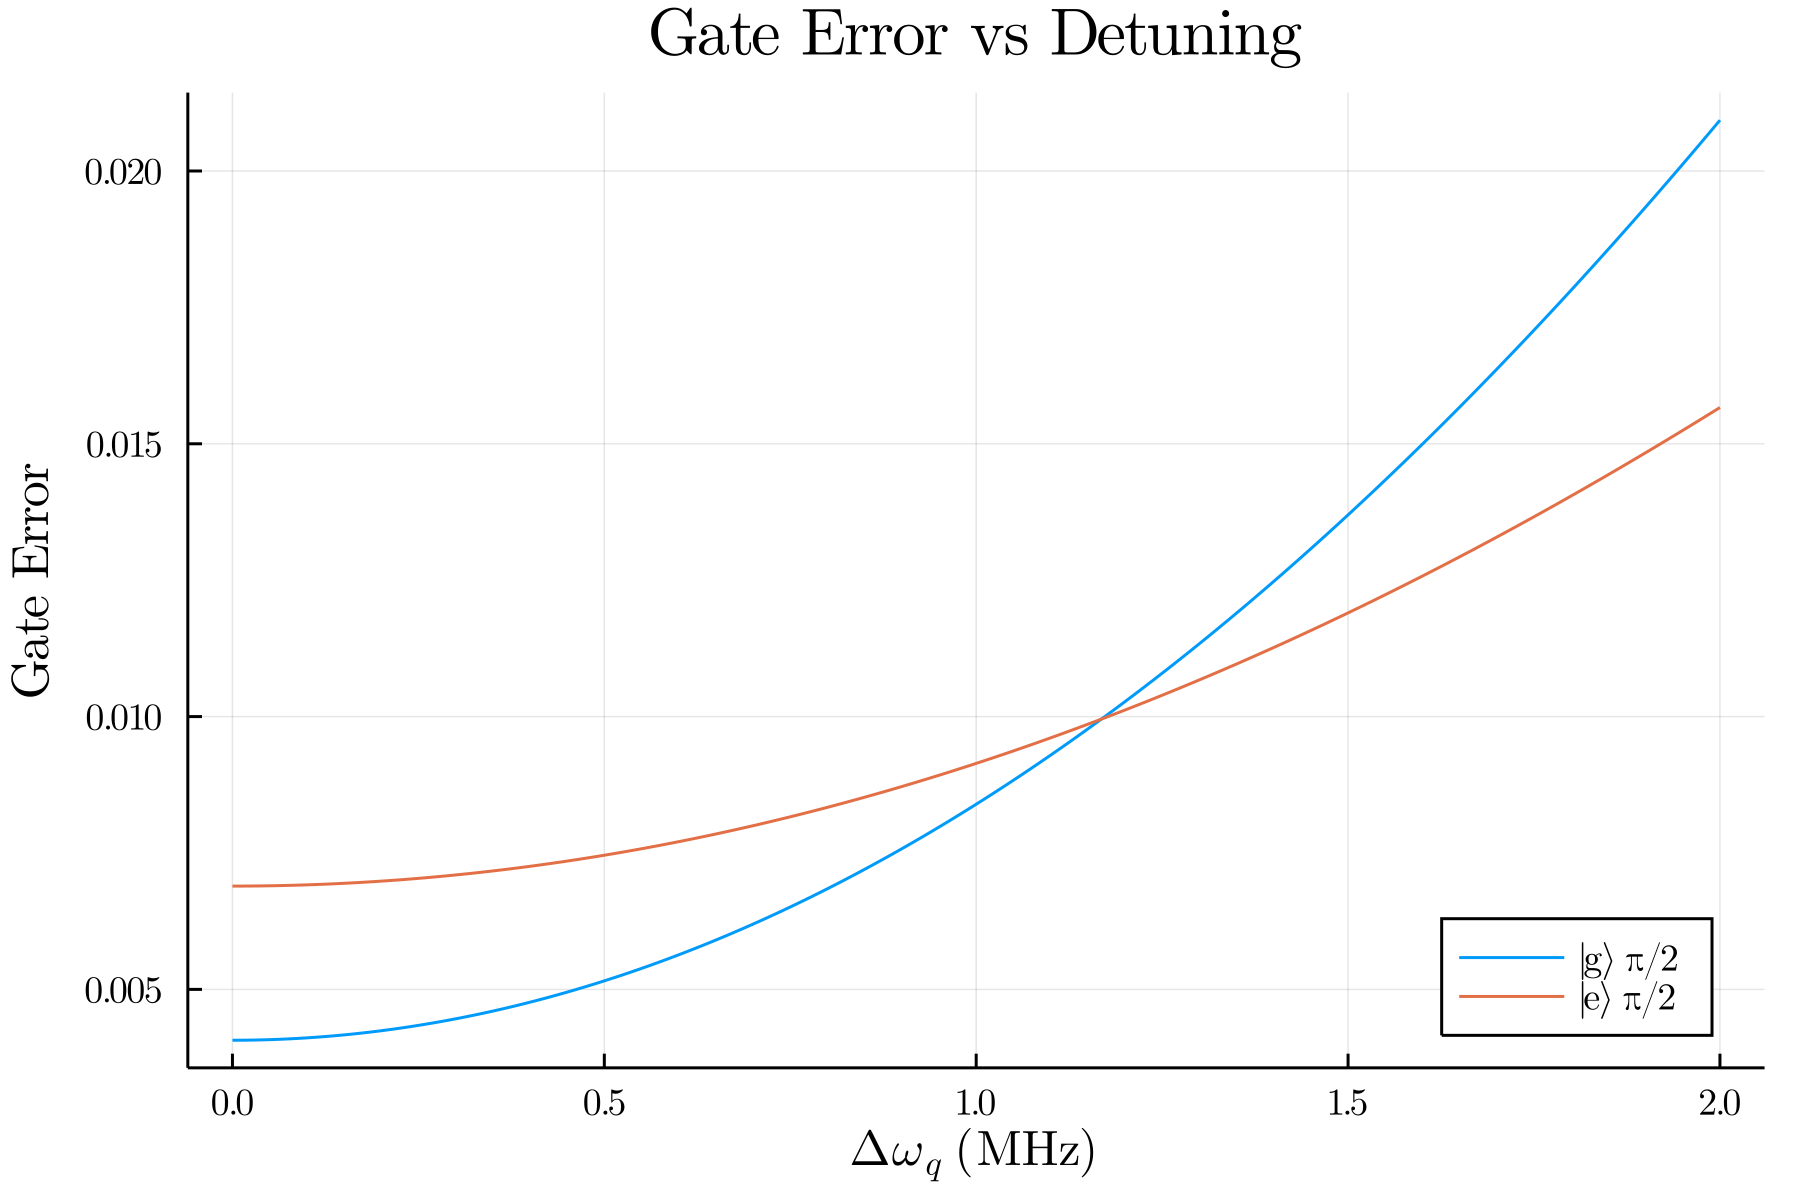 Gate Error vs Detuning
Gate Error
0.020
0.015
0.010
0.005
0.0 0.5 1.0 1.5 2.0
Δω_q (MHz)
|g⟩ π/2
|e⟩ π/2